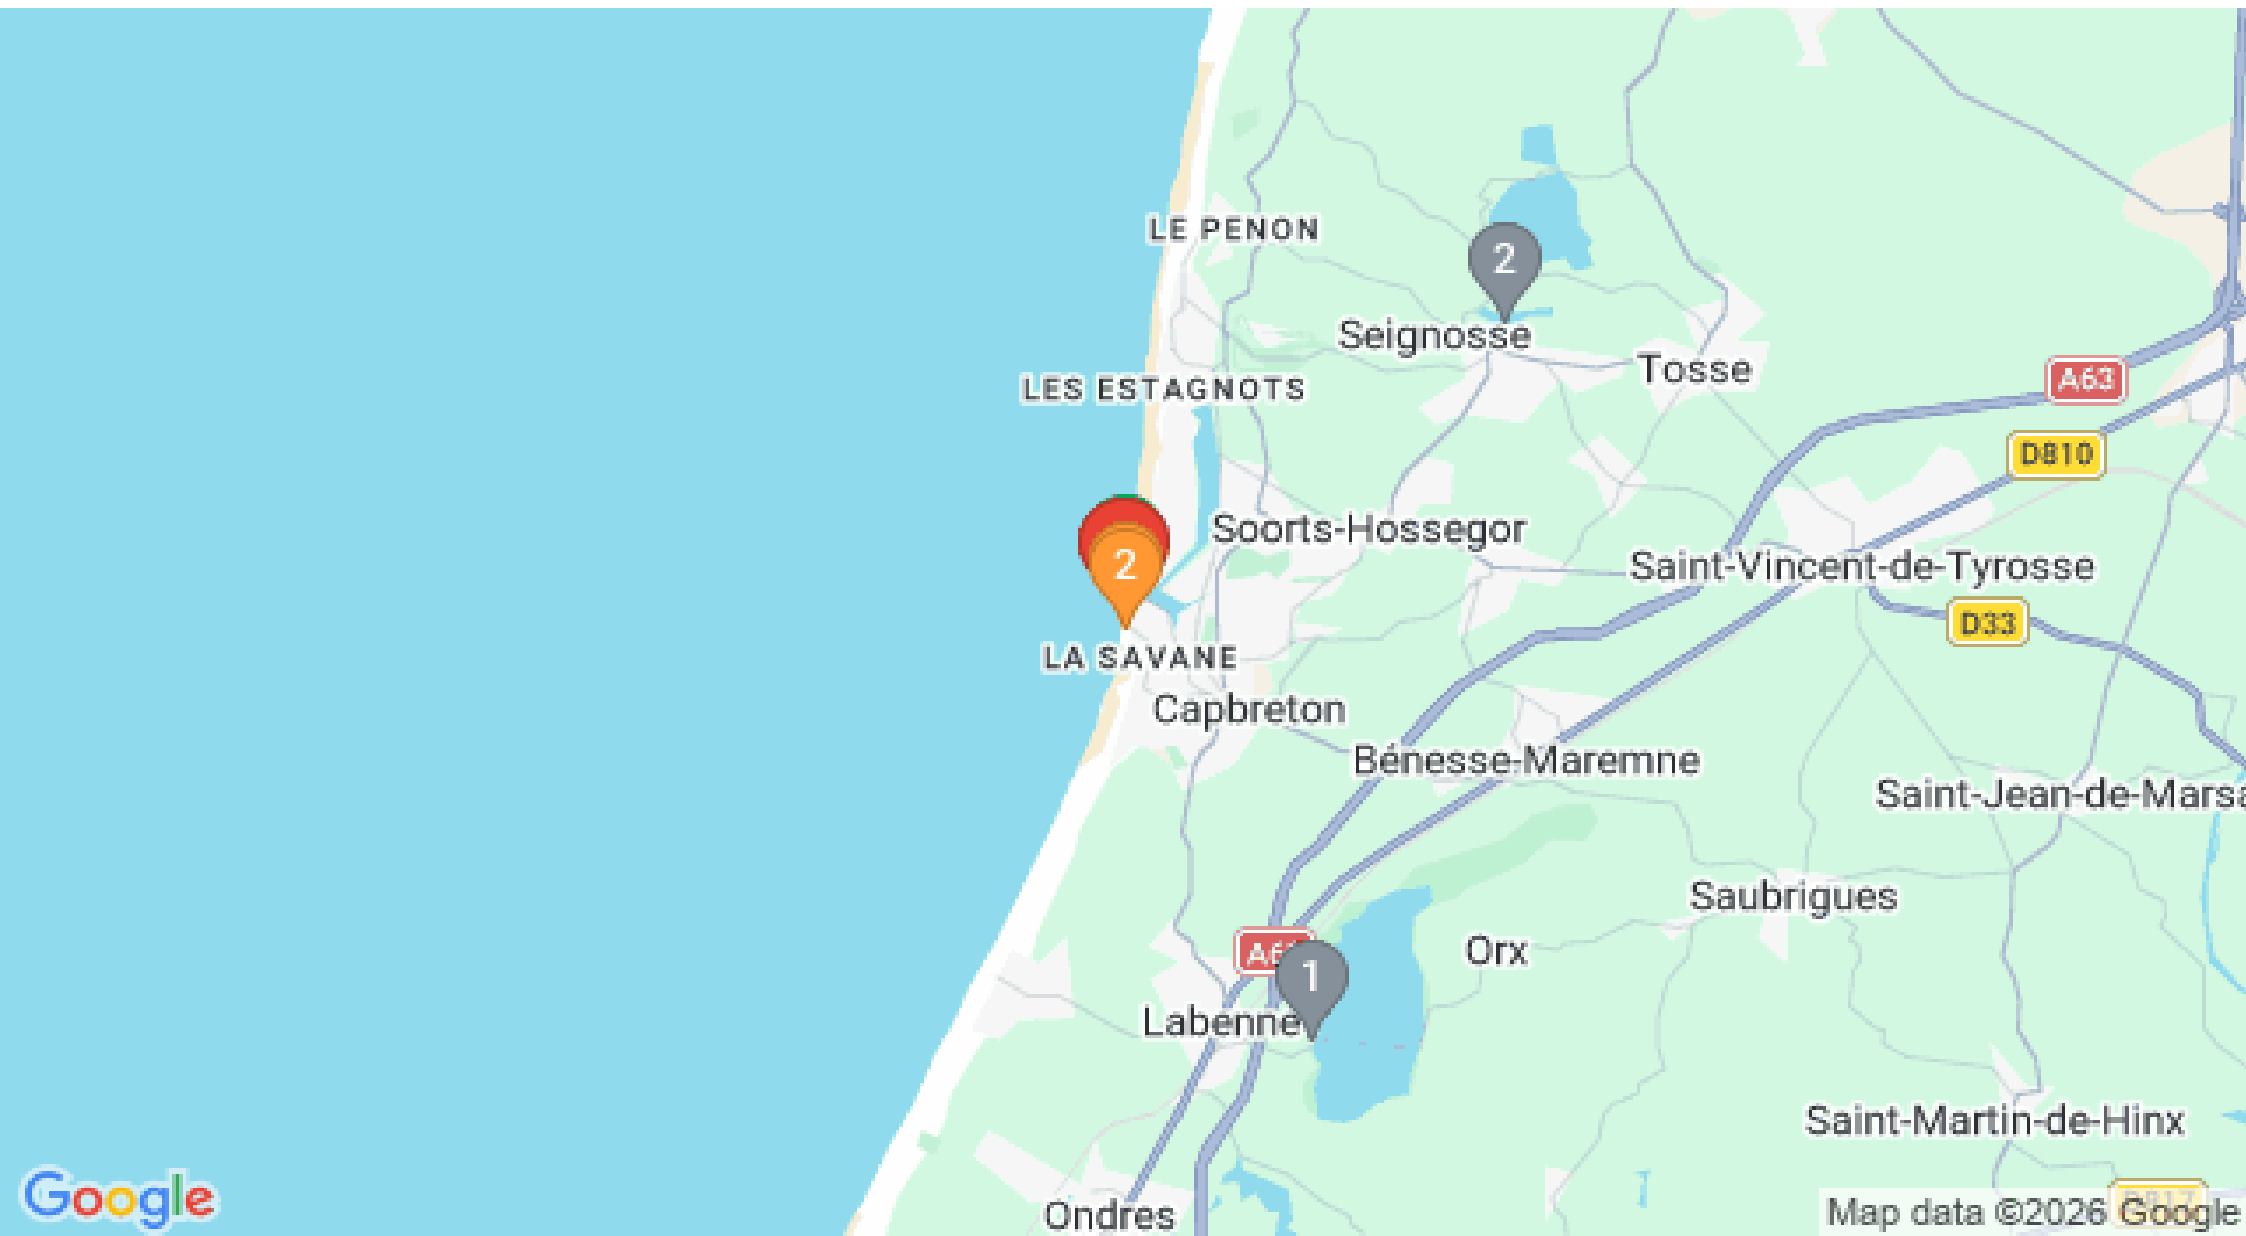 LE PENON
2
Seignosse
Tosse
A63
LES ESTAGNOTS
D810
Soorts-Hossegor
2
Saint-Vincent-de-Tyrosse
D33
LA SAVANE
Capbreton
Bénesse-Maremne
Saint-Jean-de-Marsa
Saubrigues
Orx
1
Labenne
Saint-Martin-de-Hinx
Google
Ondres
D817
Map data ©2026 Google